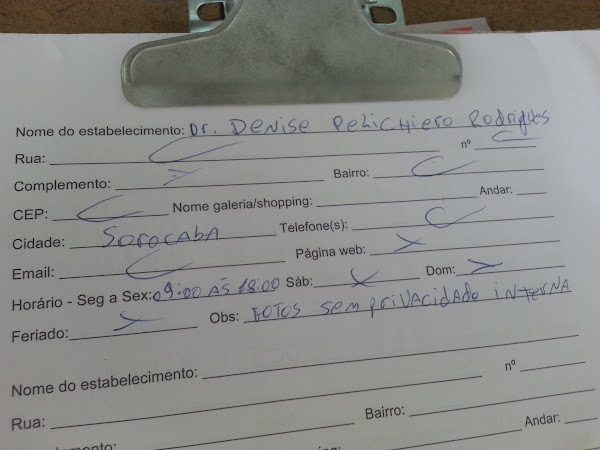 Nome do estabelecimento: Dr. Denise Pelichiero Rodrigues
Rua: nº
Complemento: Bairro:
CEP: Nome galeria/shopping: Andar:
Cidade: Sorocaba Telefone(s):
Email: Página web:
Horário - Seg a Sex: 09:00 ÁS 18:00 Sáb: Dom:
Feriado: Obs: FOTOS sem privacidade interna
Nome do estabelecimento:
nº
Rua: Bairro:
Andar: